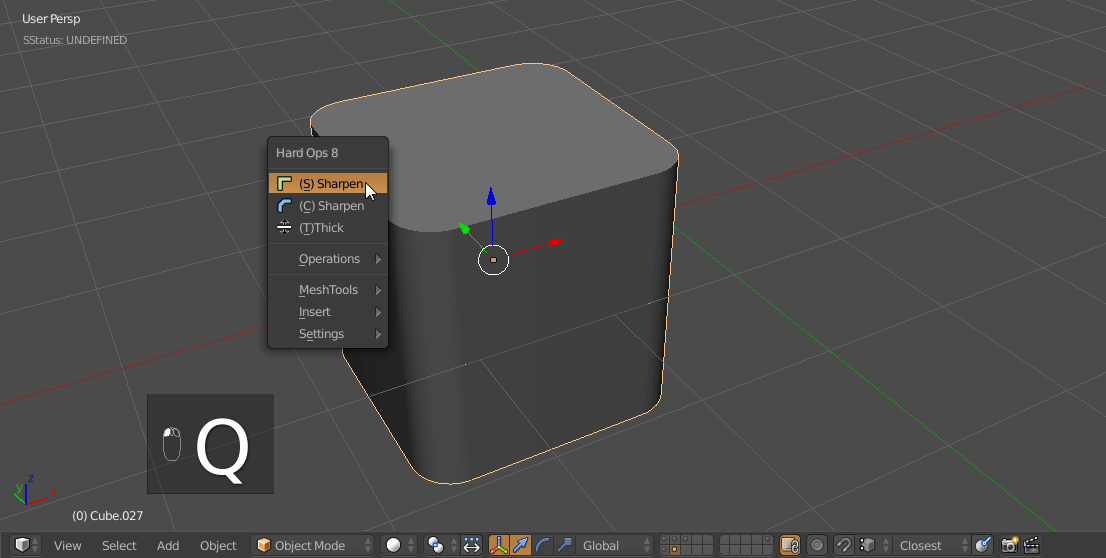 User Persp
SStatus: UNDEFINED
Hard Ops 8
(S) Sharpen
(C) Sharpen
(T)Thick
Operations
MeshTools
Insert
Settings
Q
z
y
x
(0) Cube.027
View Select Add Object Object Mode Global Closest